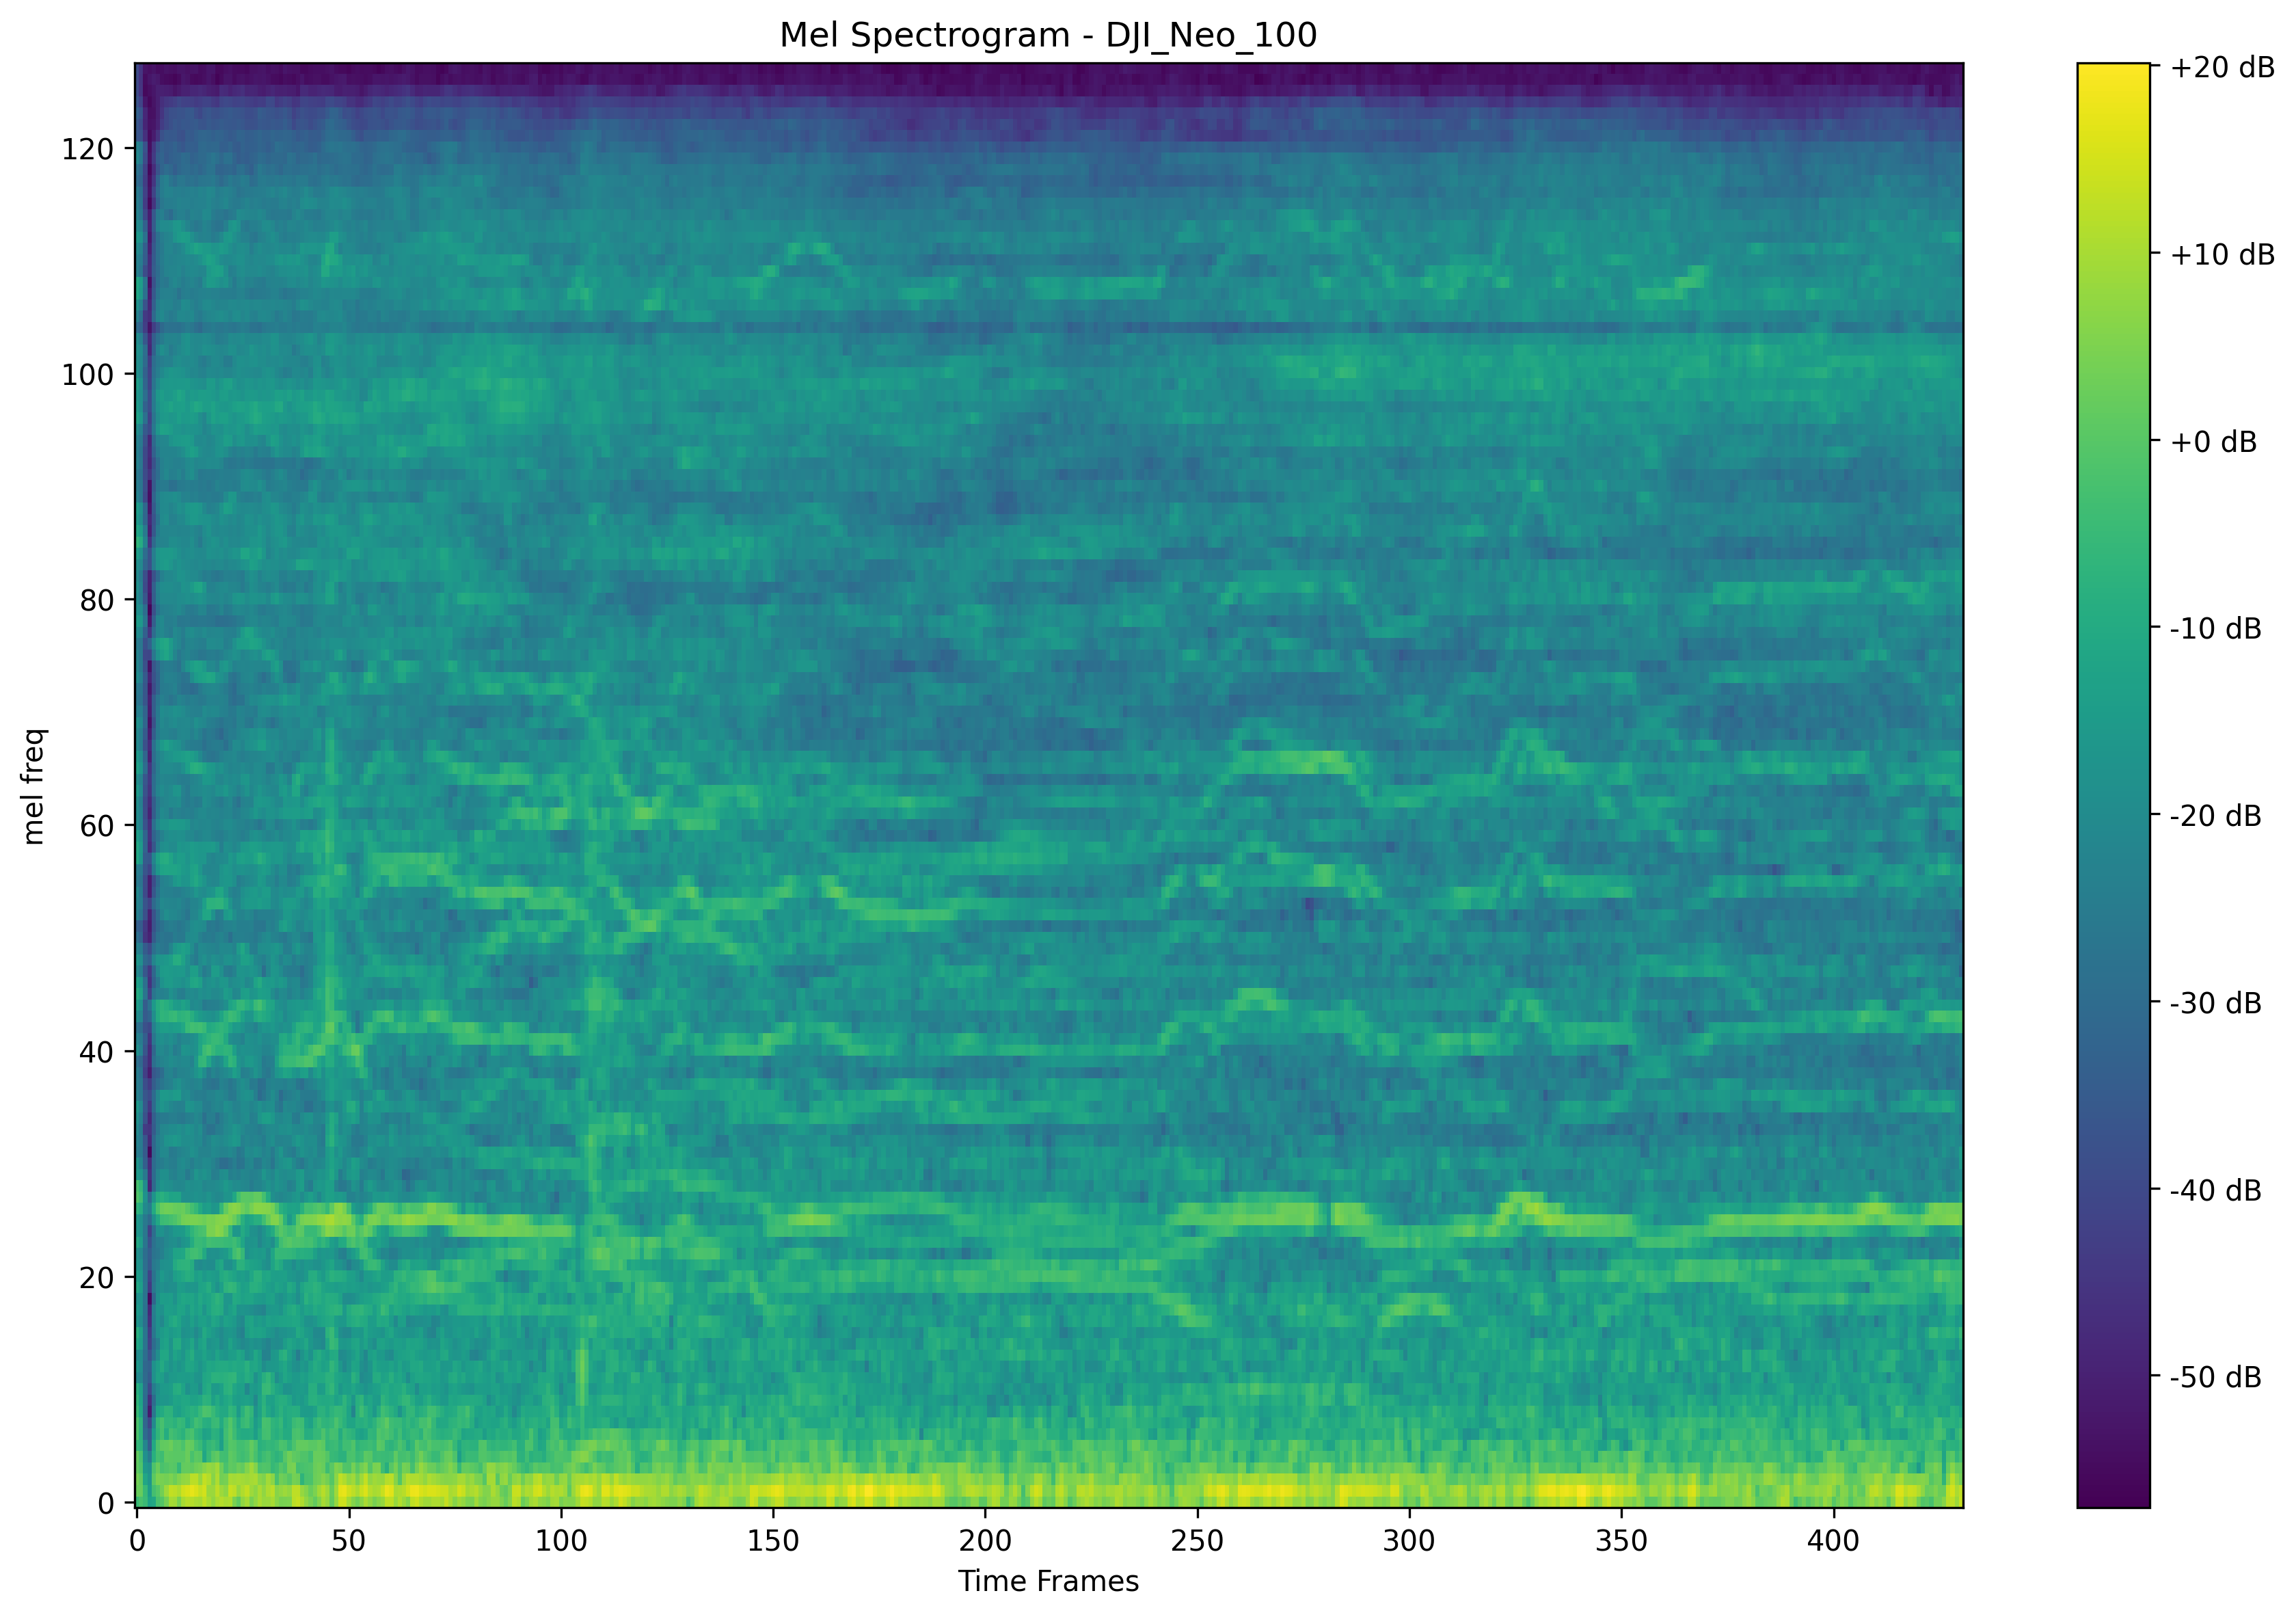 Mel Spectrogram - DJI_Neo_100
mel freq
120
100
80
60
40
20
0
0 50 100 150 200 250 300 350 400
Time Frames
+20 dB
+10 dB
+0 dB
-10 dB
-20 dB
-30 dB
-40 dB
-50 dB